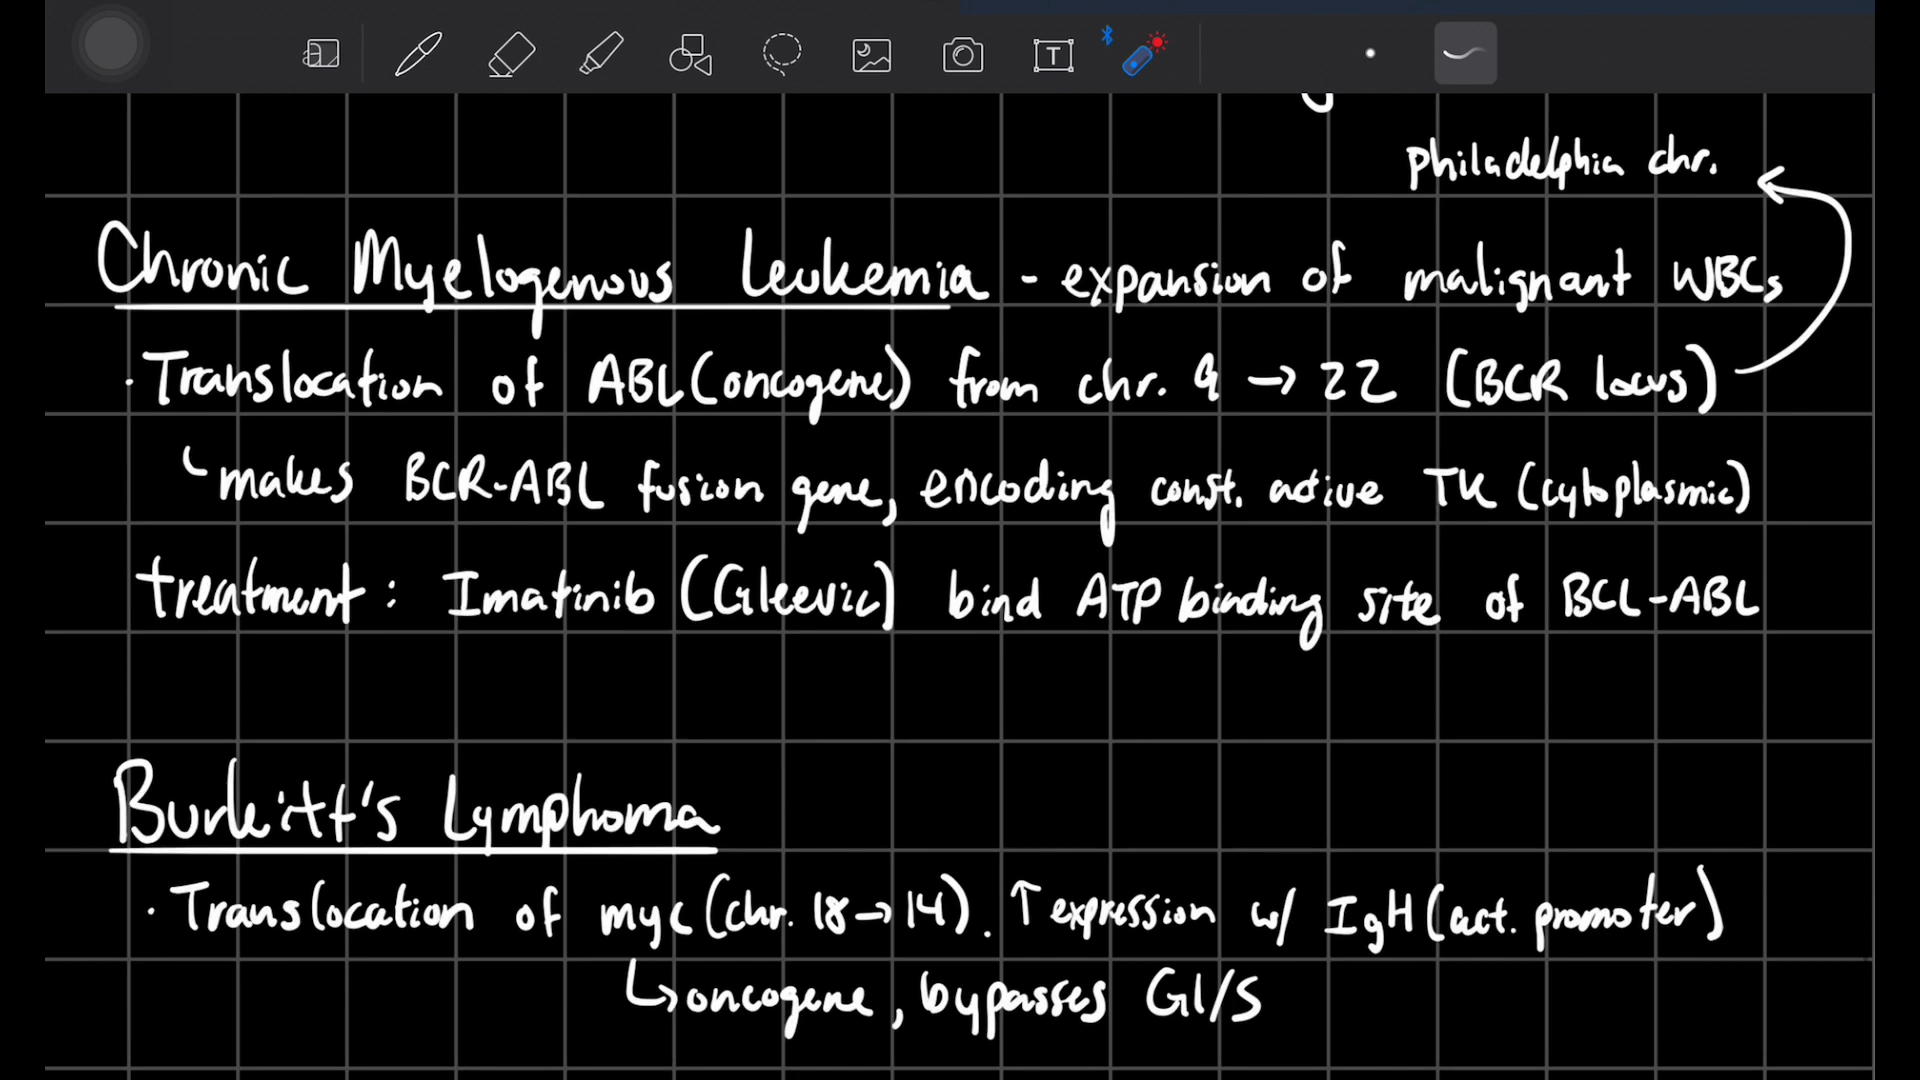 Philadelphia chr.
Chronic Myelogenous Leukemia - expansion of malignant WBCs
· Translocation of ABL (oncogene) from chr. 9 → 22 (BCR locus)
↳ makes BCR-ABL fusion gene, encoding const. active TK (cytoplasmic)
treatment: Imatinib (Gleevic) bind ATP binding site of BCL-ABL
Burkitt's Lymphoma
· Translocation of myc (chr. 18 → 14). ↑ expression w/ IgH (act. promoter)
↳ oncogene, bypasses G1/S